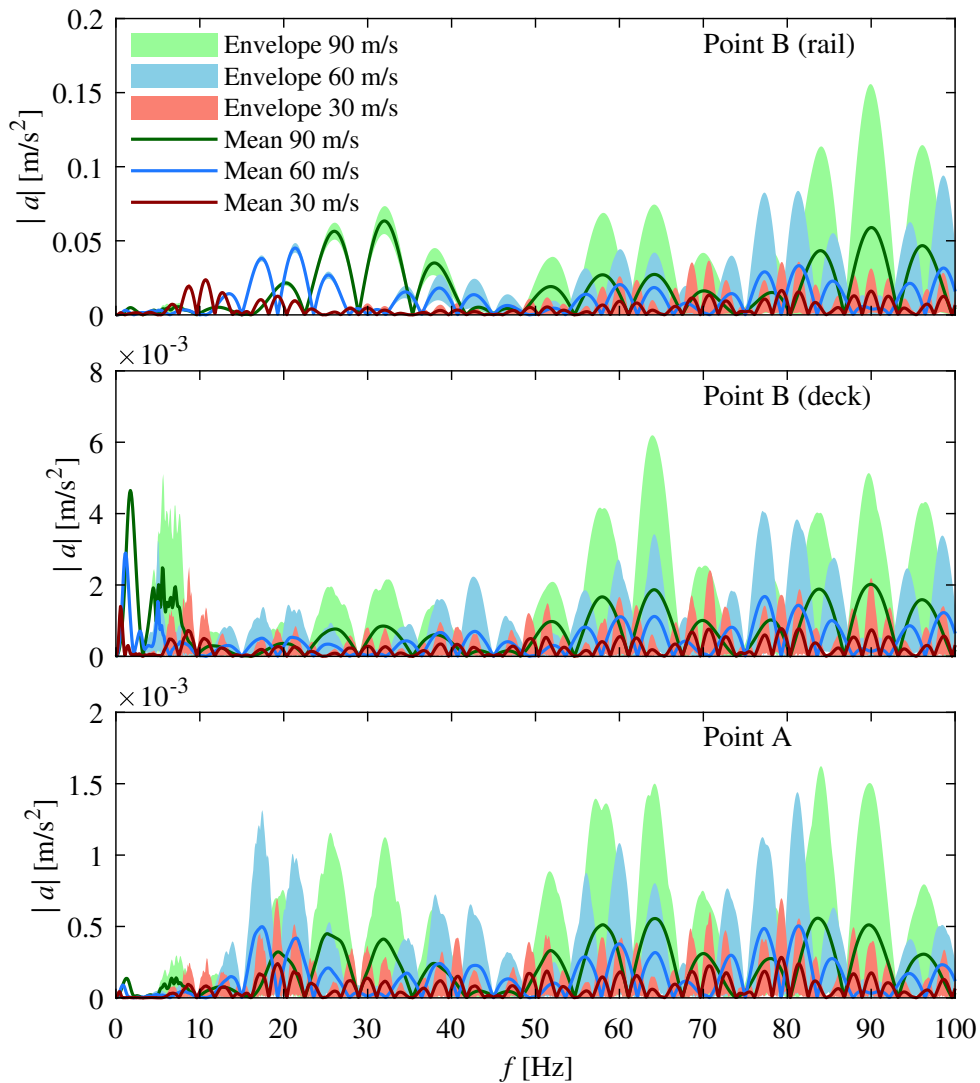 0.2
0.15
0.1
0.05
0
|a| [m/s²]
Envelope 90 m/s
Envelope 60 m/s
Envelope 30 m/s
Mean 90 m/s
Mean 60 m/s
Mean 30 m/s
Point B (rail)
×10⁻³
8
6
4
2
0
|a| [m/s²]
Point B (deck)
×10⁻³
2
1.5
1
0.5
0
|a| [m/s²]
Point A
0 10 20 30 40 50 60 70 80 90 100
f [Hz]